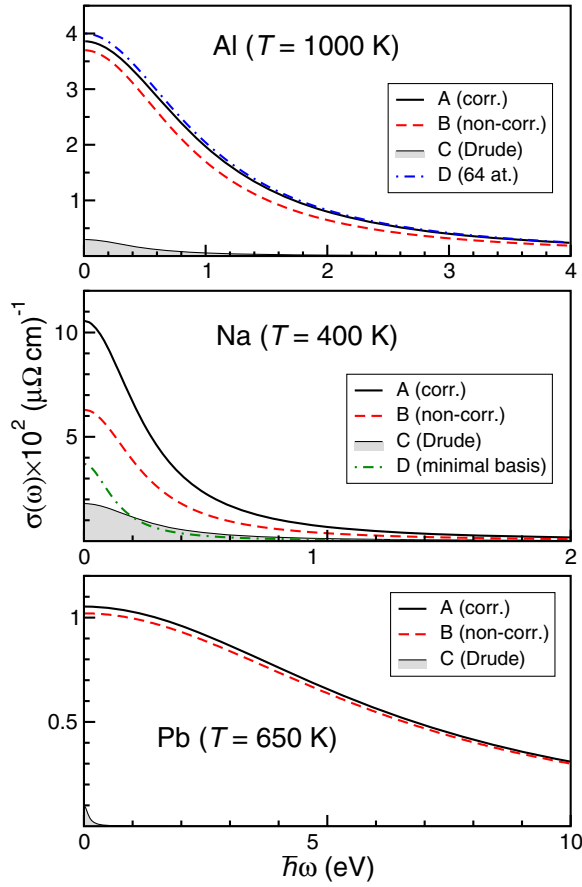 Al (T = 1000 K)
4
3
2
1
A (corr.)
B (non-corr.)
C (Drude)
D (64 at.)
0 1 2 3 4
σ(ω)×10² (μΩ cm)⁻¹
Na (T = 400 K)
10
5
A (corr.)
B (non-corr.)
C (Drude)
D (minimal basis)
0 1 2
Pb (T = 650 K)
1
0.5
A (corr.)
B (non-corr.)
C (Drude)
0 5 10
ℏω (eV)